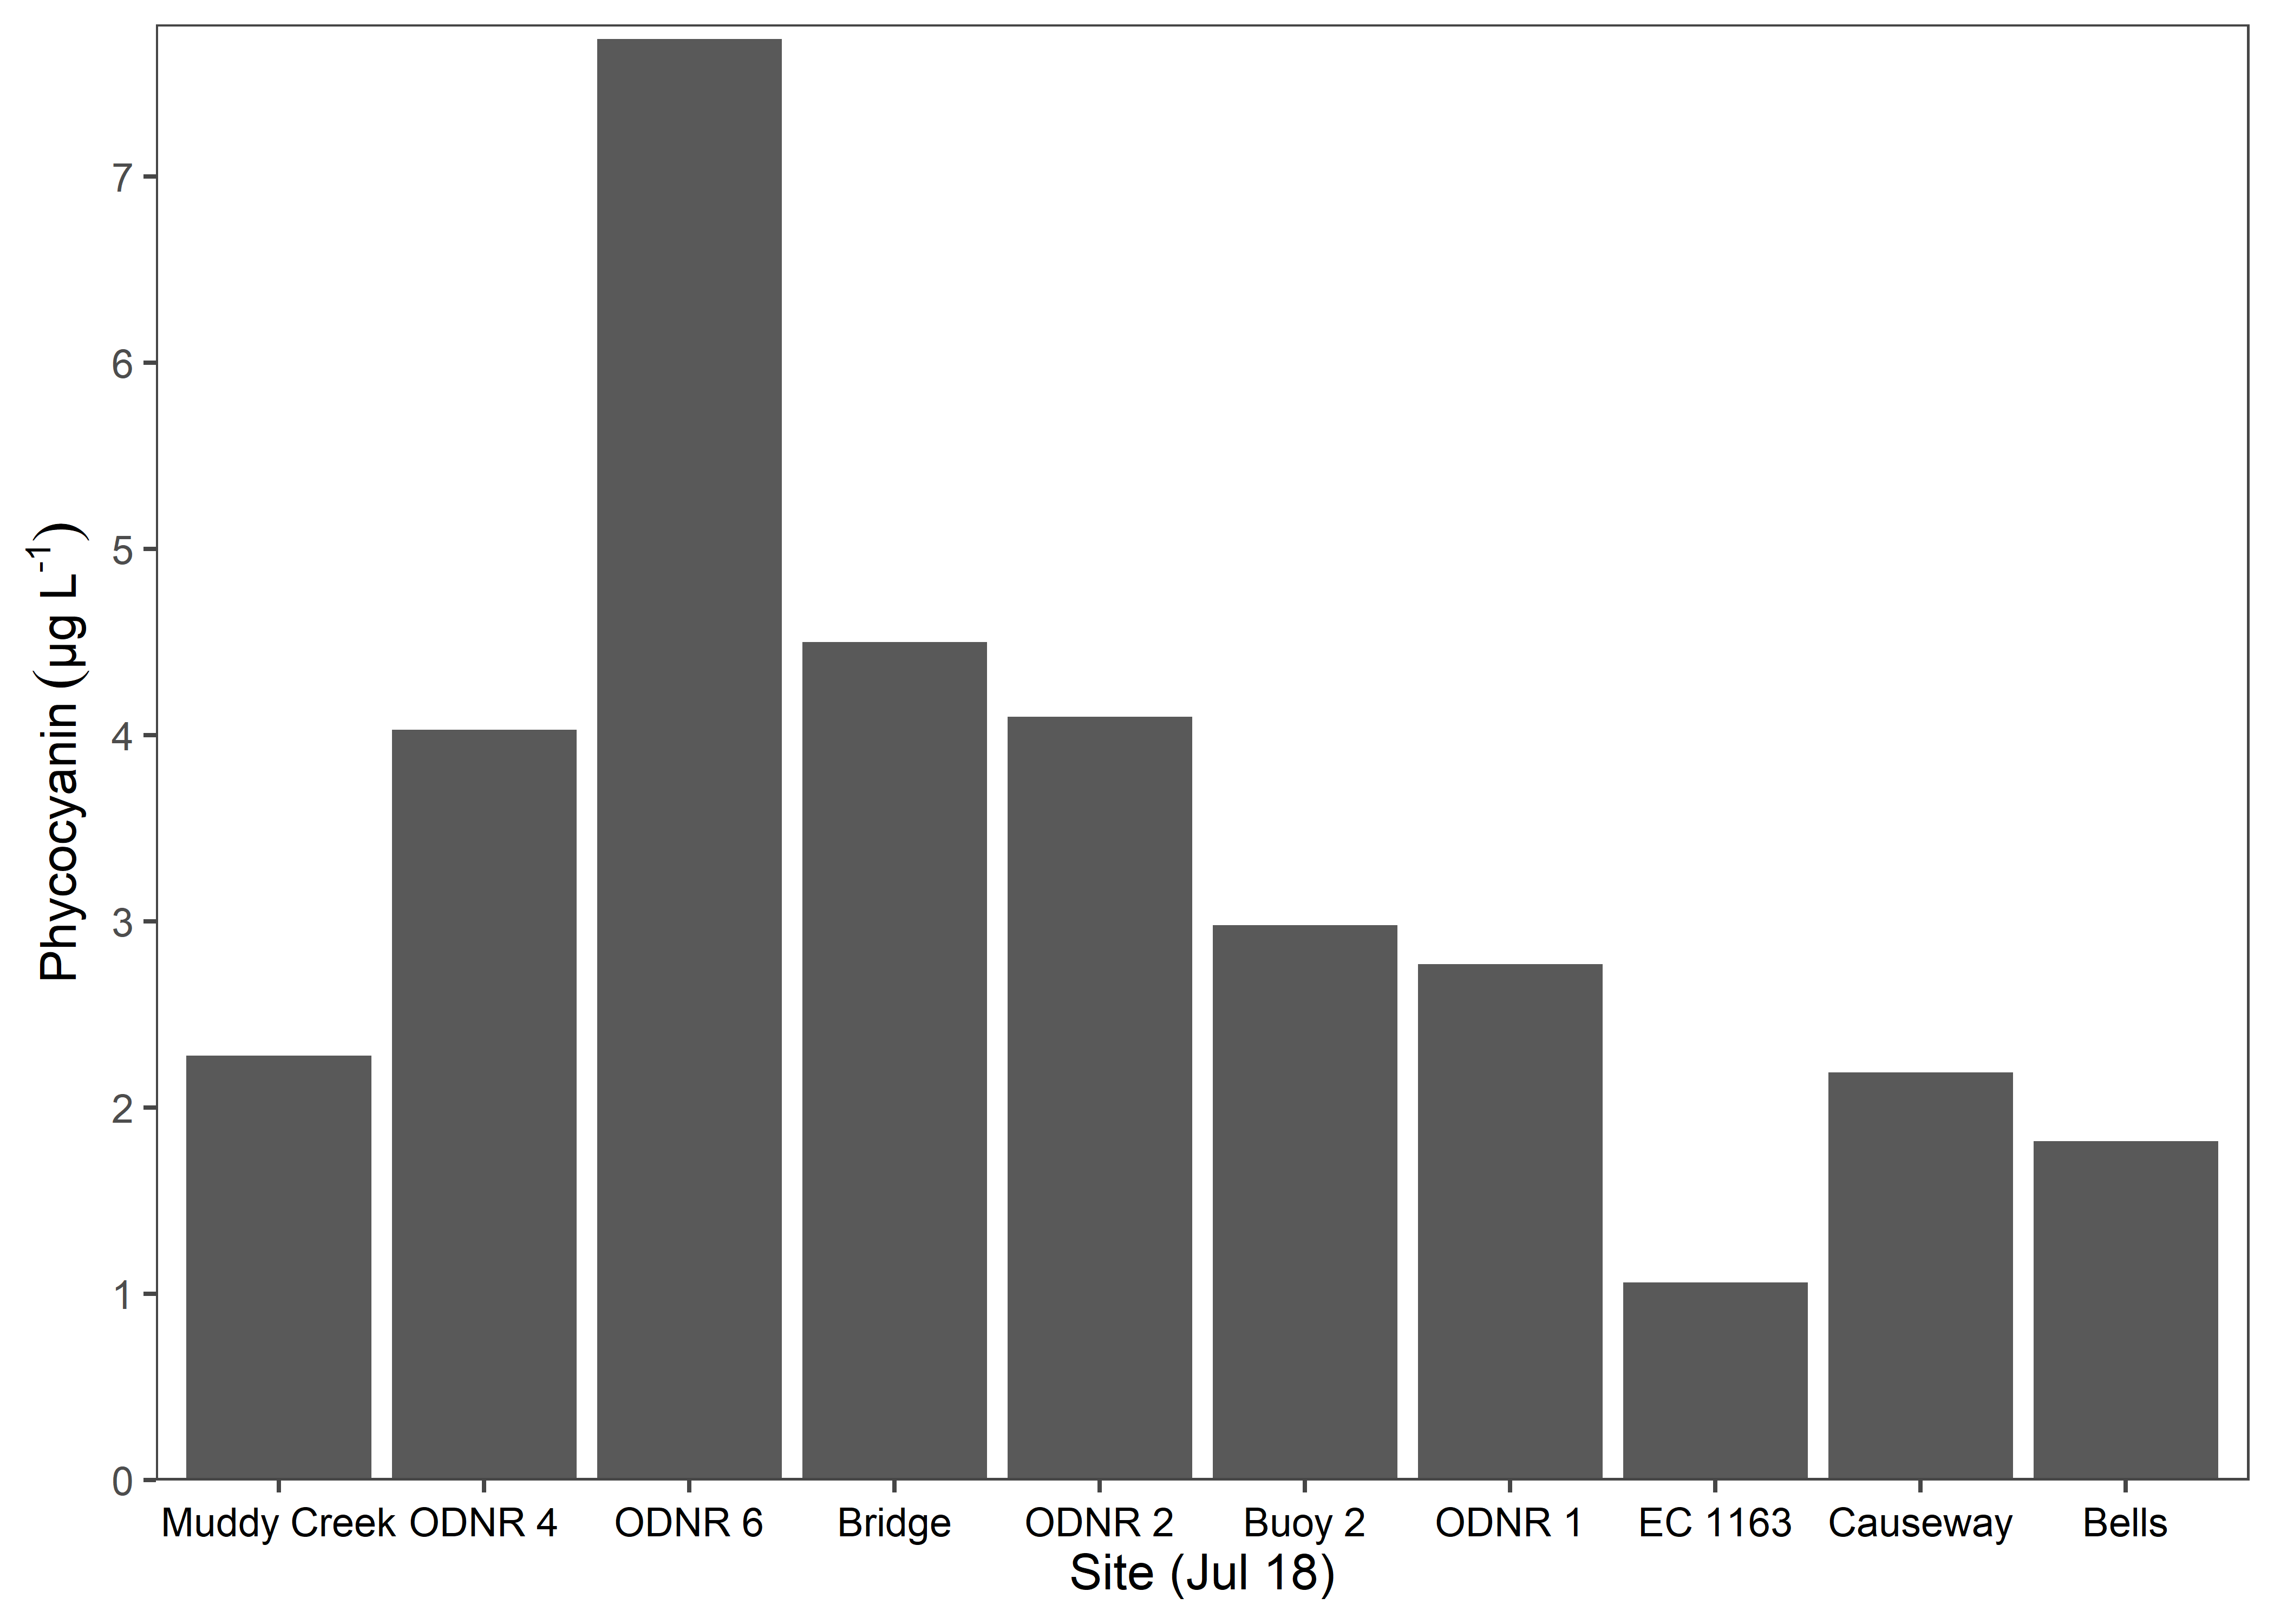 Phycocyanin (µg L⁻¹)
7
6
5
4
3
2
1
0
Muddy Creek ODNR 4 ODNR 6 Bridge ODNR 2 Buoy 2 ODNR 1 EC 1163 Causeway Bells
Site (Jul 18)